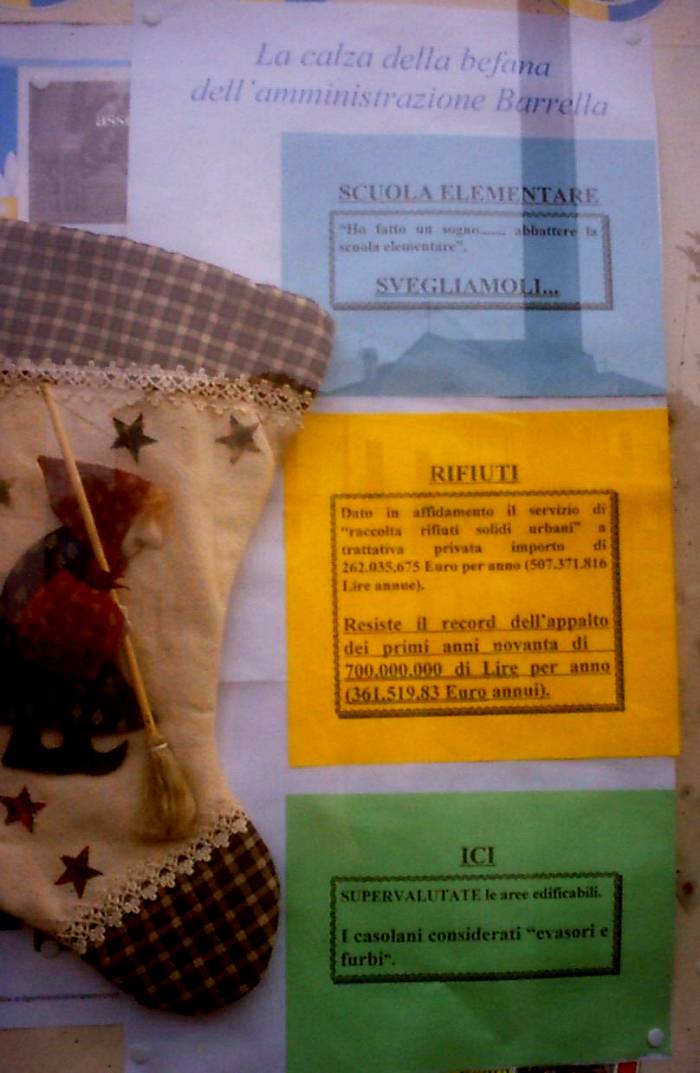 La calza della befana
dell'amministrazione Barrella
SCUOLA ELEMENTARE
"Ho fatto un sogno...... abbattere la
scuola elementare".
SVEGLIAMOLI...
RIFIUTI
Dato in affidamento il servizio di
"raccolta rifiuti solidi urbani" a
trattativa privata importo di
262.035,675 Euro per anno (507.371.816
Lire annue).
Resiste il record dell'appalto
dei primi anni novanta di
700.000.000 di Lire per anno
(361.519,83 Euro annui).
ICI
SUPERVALUTATE le aree edificabili.
I casolani considerati "evasori e
furbi".